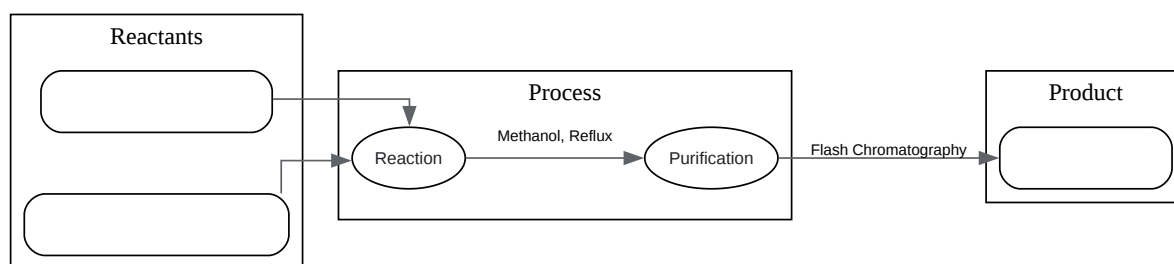 Reactants
Process
Product
Methanol, Reflux
Reaction
Purification
Flash Chromatography